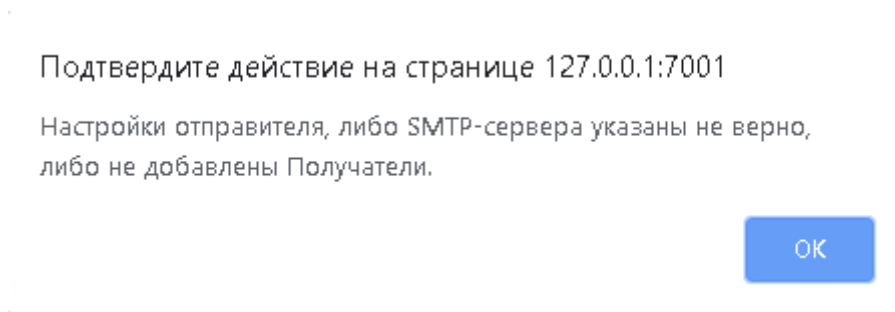 Подтвердите действие на странице 127.0.0.1:7001
Настройки отправителя, либо SMTP-сервера указаны не верно,
либо не добавлены Получатели.
ОК